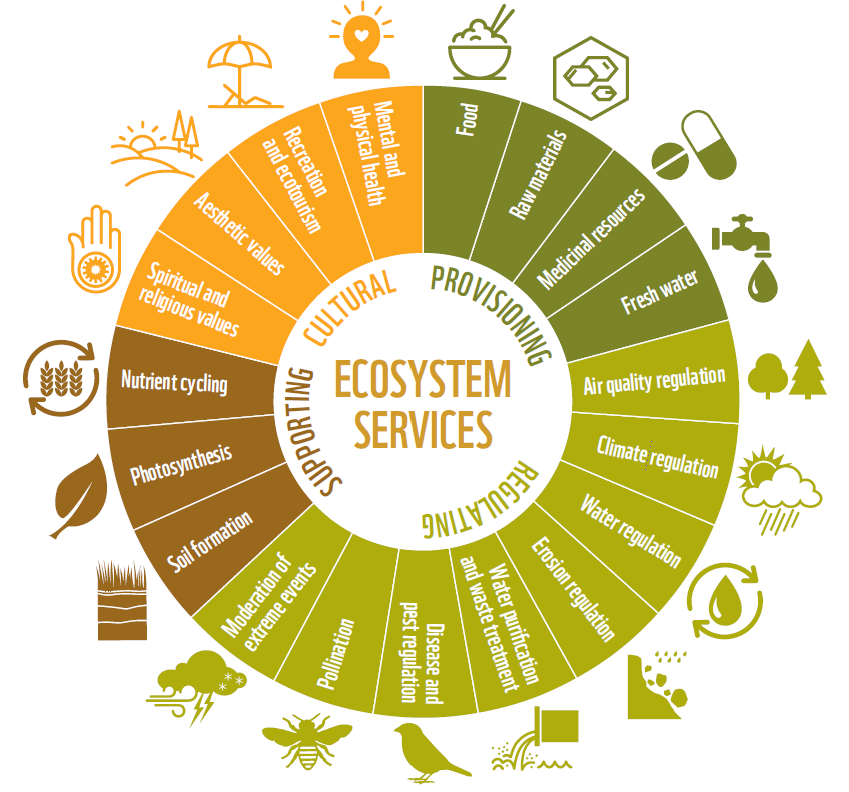 ECOSYSTEM
SERVICES
PROVISIONING
Food
Raw materials
Medicinal resources
Fresh water
REGULATING
Air quality regulation
Climate regulation
Water regulation
Erosion regulation
Water purification
and waste treatment
Disease and
pest regulation
Pollination
Moderation of
extreme events
SUPPORTING
Soil formation
Photosynthesis
Nutrient cycling
CULTURAL
Spiritual and
religious values
Aesthetic values
Recreation
and ecotourism
Mental and
physical health